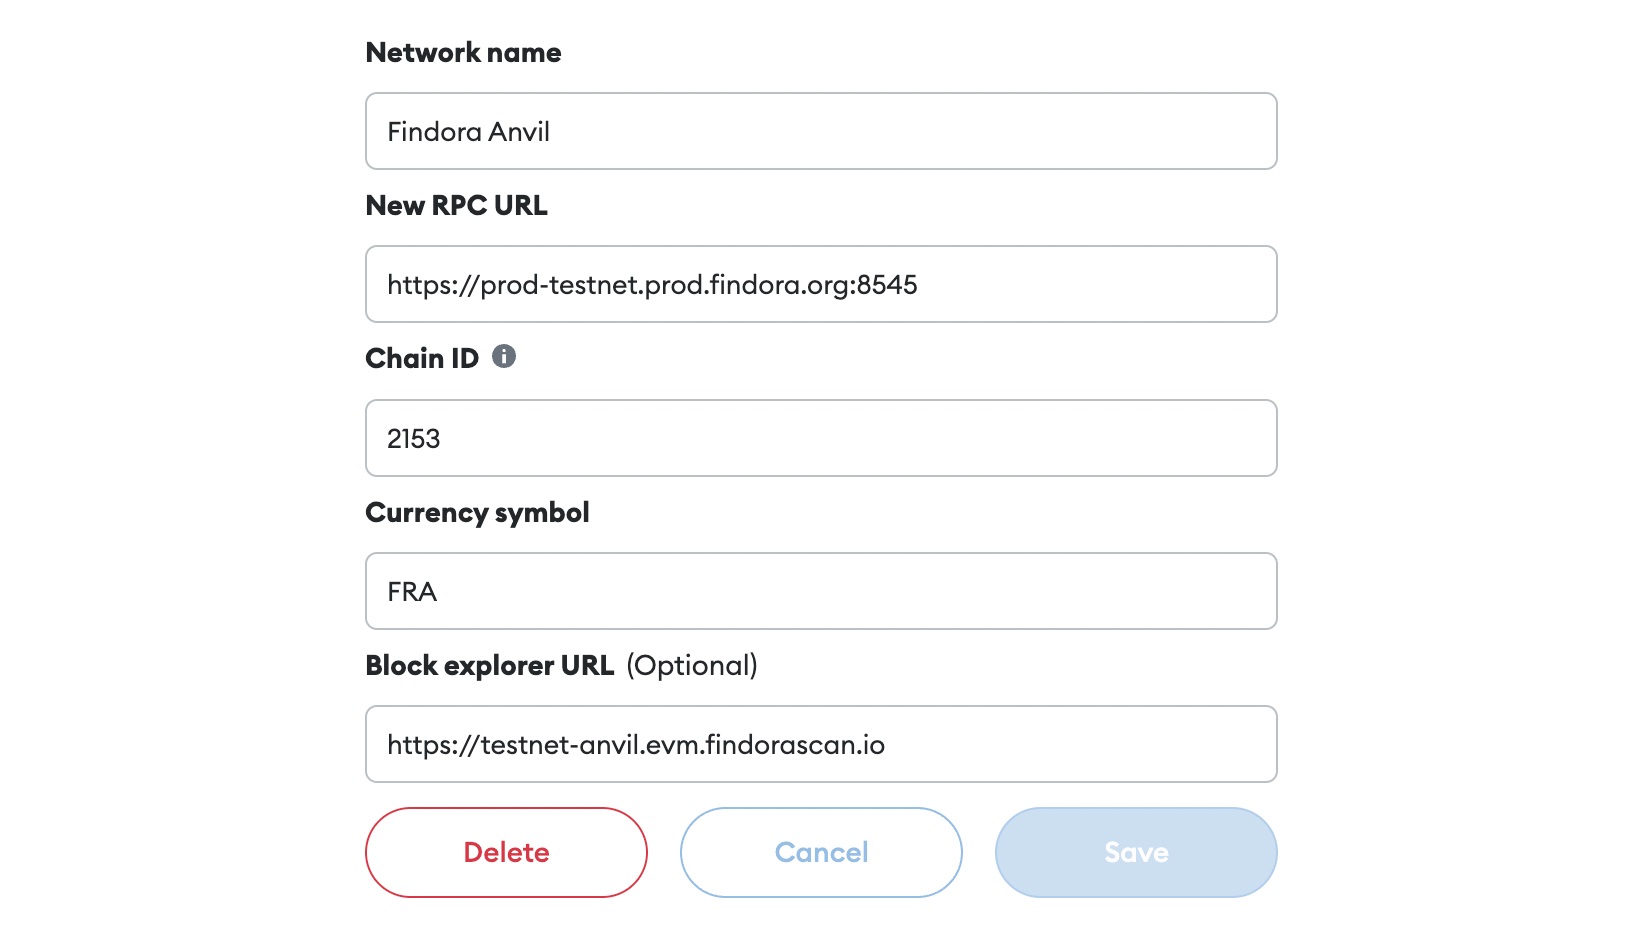 Network name
Findora Anvil
New RPC URL
https://prod-testnet.prod.findora.org:8545
Chain ID
2153
Currency symbol
FRA
Block explorer URL (Optional)
https://testnet-anvil.evm.findorascan.io
Delete Cancel Save